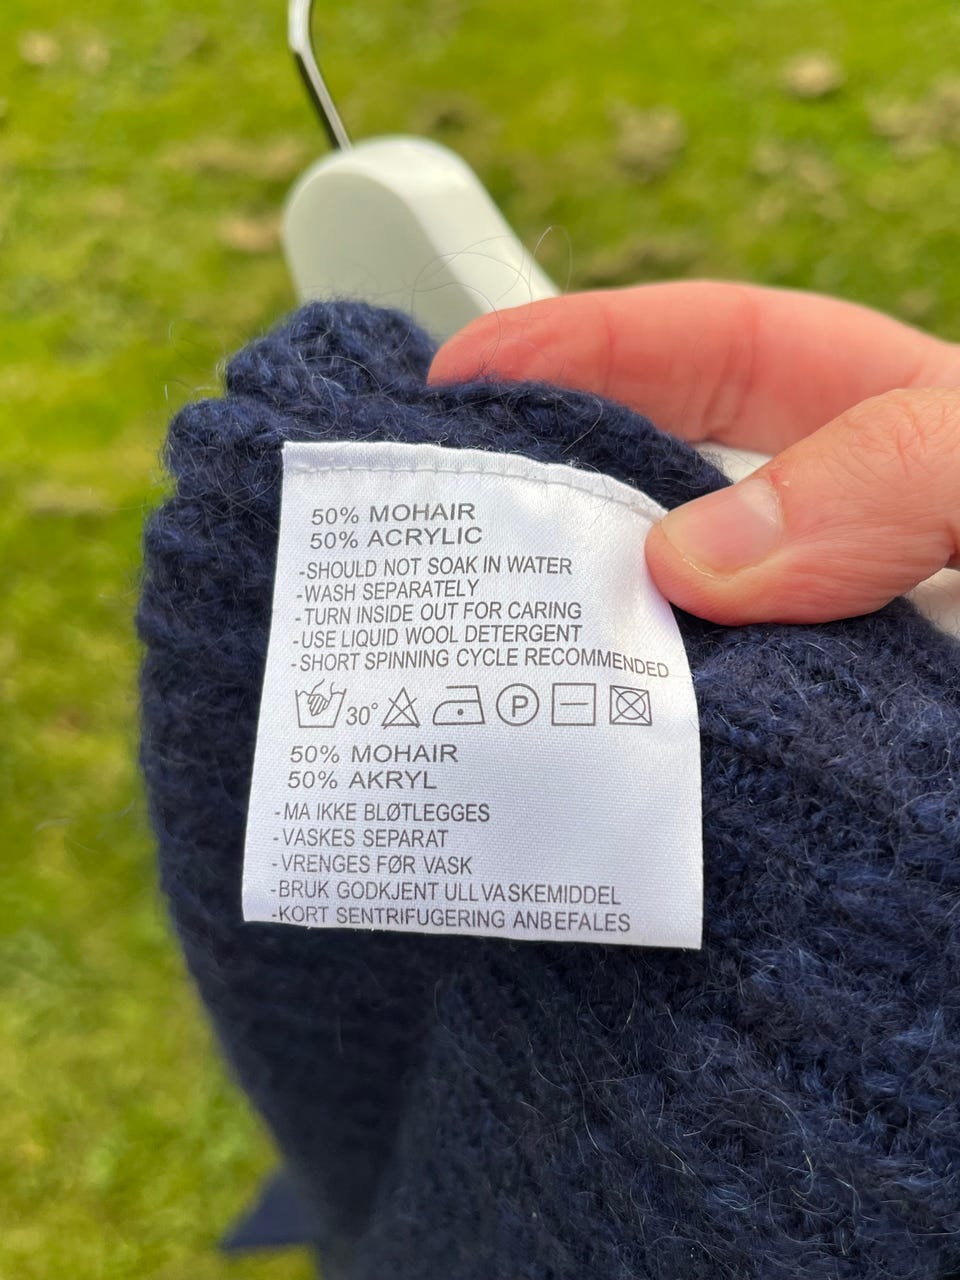 50% MOHAIR
50% ACRYLIC
-SHOULD NOT SOAK IN WATER
-WASH SEPARATELY
-TURN INSIDE OUT FOR CARING
-USE LIQUID WOOL DETERGENT
-SHORT SPINNING CYCLE RECOMMENDED
30° P
50% MOHAIR
50% AKRYL
-MA IKKE BLØTLEGGES
-VASKES SEPARAT
-VRENGES FØR VASK
-BRUK GODKJENT ULLVASKEMIDDEL
-KORT SENTRIFUGERING ANBEFALES